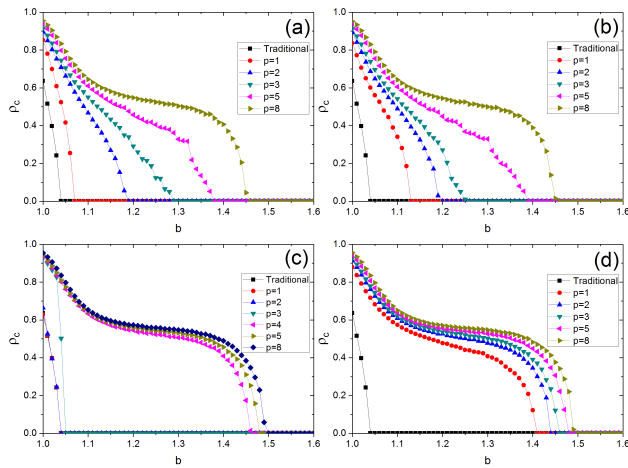 (a)
1.0
0.8
0.6
0.4
0.2
0.0
ρc
Traditional
p=1
p=2
p=3
p=5
p=8
1.0 1.1 1.2 1.3 1.4 1.5 1.6
b
(b)
1.0
0.8
0.6
0.4
0.2
0.0
ρc
Traditional
p=1
p=2
p=3
p=5
p=8
1.0 1.1 1.2 1.3 1.4 1.5 1.6
b
(c)
1.0
0.8
0.6
0.4
0.2
0.0
ρc
Traditional
p=1
p=2
p=3
p=4
p=5
p=8
1.0 1.1 1.2 1.3 1.4 1.5 1.6
b
(d)
1.0
0.8
0.6
0.4
0.2
0.0
ρc
Traditional
p=1
p=2
p=3
p=5
p=8
1.0 1.1 1.2 1.3 1.4 1.5 1.6
b